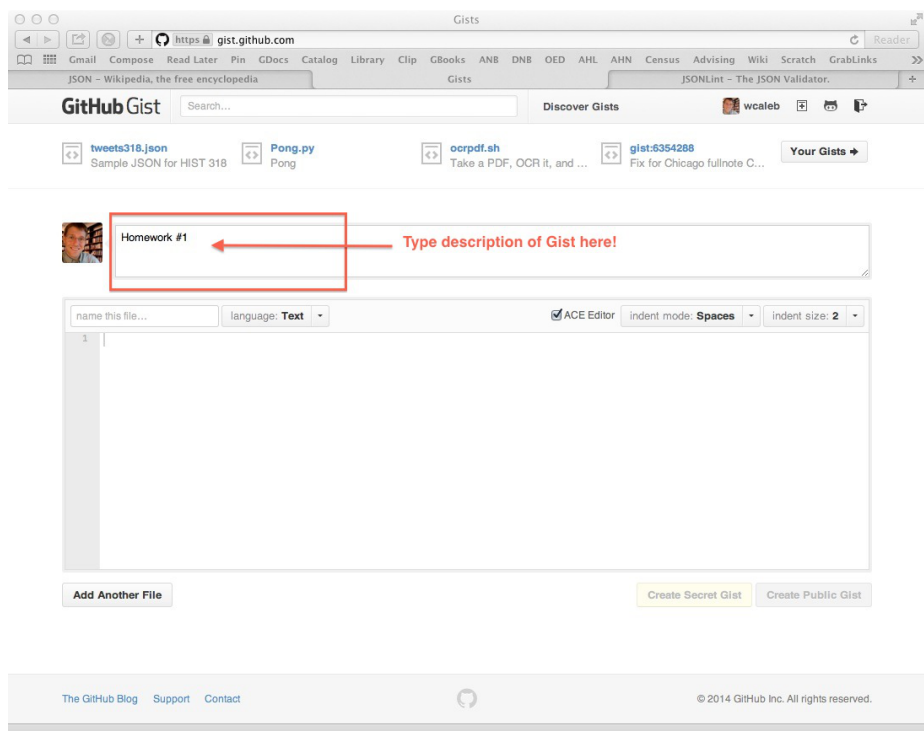 Gists
https gist.github.com
Reader
Gmail Compose Read Later Pin GDocs Catalog Library Clip GBooks ANB DNB OED AHL AHN Census Advising Wiki Scratch GrabLinks
JSON – Wikipedia, the free encyclopedia
Gists
JSONLint – The JSON Validator.
GitHub Gist
Search...
Discover Gists
wcaleb
tweets318.json
Sample JSON for HIST 318
Pong.py
Pong
ocrpdf.sh
Take a PDF, OCR it, and ...
gist:6354288
Fix for Chicago fullnote C...
Your Gists
Homework #1
Type description of Gist here!
name this file...
language: Text
ACE Editor
indent mode: Spaces
indent size: 2
1
Add Another File
Create Secret Gist
Create Public Gist
The GitHub Blog Support Contact
© 2014 GitHub Inc. All rights reserved.